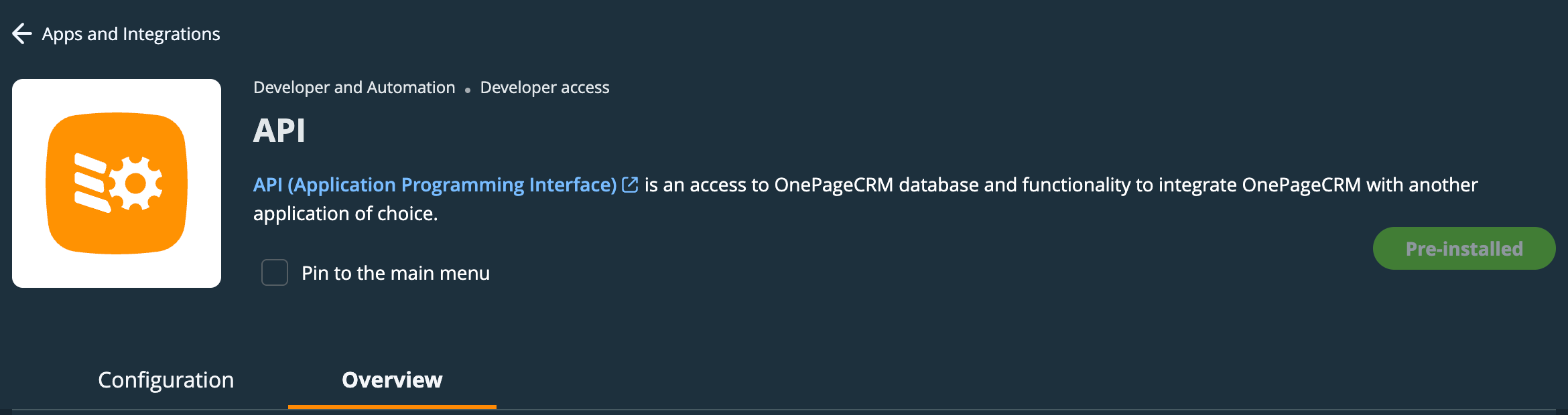 Apps and Integrations
Developer and Automation • Developer access
API
API (Application Programming Interface) is an access to OnePageCRM database and functionality to integrate OnePageCRM with another
application of choice.
Pre-installed
Pin to the main menu
Configuration Overview